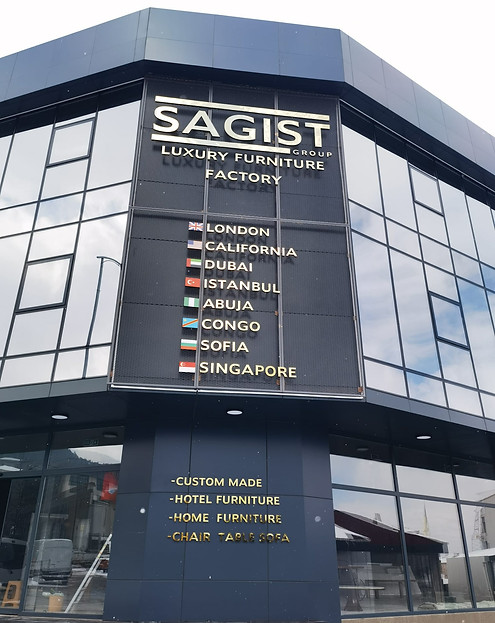 SAGIST
GROUP
LUXURY FURNITURE
FACTORY
LONDON
CALIFORNIA
DUBAI
ISTANBUL
ABUJA
CONGO
SOFIA
SINGAPORE
-CUSTOM MADE
-HOTEL FURNITURE
-HOME FURNITURE
-CHAIR TABLE SOFA